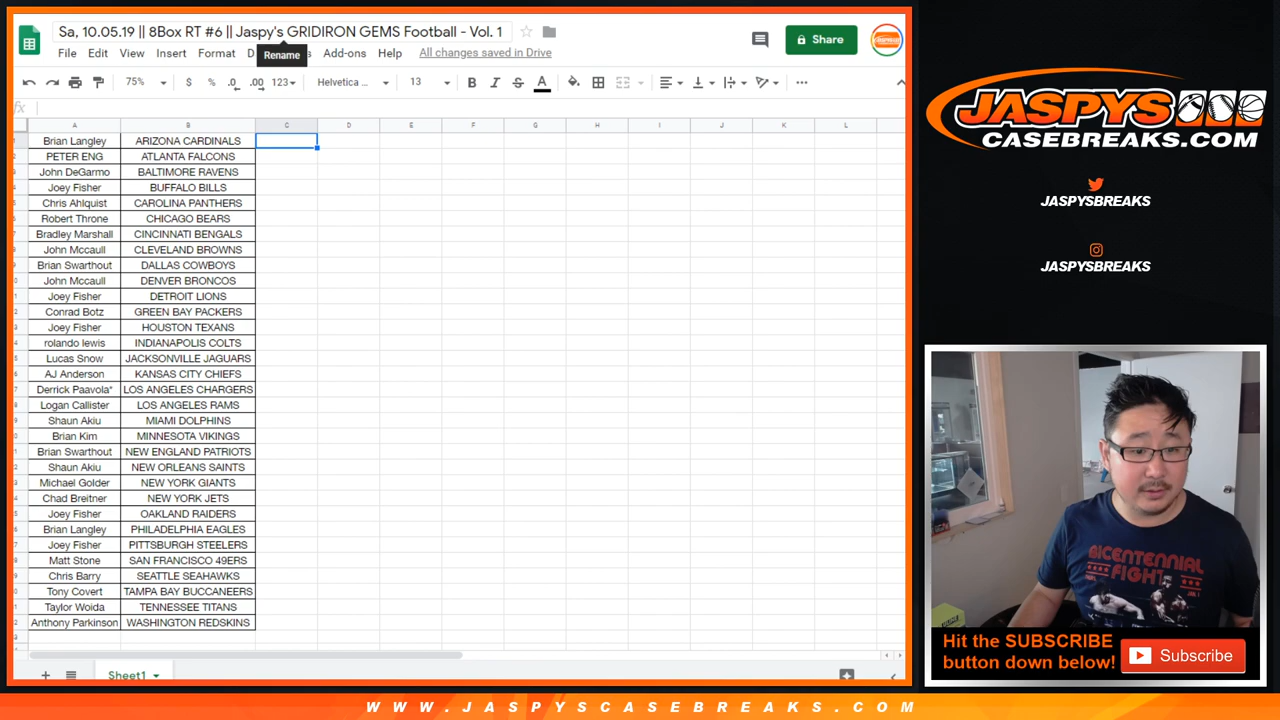 Sa, 10.05.19 || 8Box RT #6 || Jaspy's GRIDIRON GEMS Football - Vol. 1
File Edit View Insert Format D s Add-ons Help All changes saved in Drive
Rename
Share
75% $ % .0 .00 123 Helvetica ... 13 B I S A
fx
A B C D E F G H I J K L
Brian Langley ARIZONA CARDINALS
PETER ENG ATLANTA FALCONS
John DeGarmo BALTIMORE RAVENS
Joey Fisher BUFFALO BILLS
Chris Ahlquist CAROLINA PANTHERS
Robert Throne CHICAGO BEARS
Bradley Marshall CINCINNATI BENGALS
John Mccaull CLEVELAND BROWNS
Brian Swarthout DALLAS COWBOYS
John Mccaull DENVER BRONCOS
Joey Fisher DETROIT LIONS
Conrad Botz GREEN BAY PACKERS
Joey Fisher HOUSTON TEXANS
rolando lewis INDIANAPOLIS COLTS
Lucas Snow JACKSONVILLE JAGUARS
AJ Anderson KANSAS CITY CHIEFS
Derrick Paavola* LOS ANGELES CHARGERS
Logan Callister LOS ANGELES RAMS
Shaun Akiu MIAMI DOLPHINS
Brian Kim MINNESOTA VIKINGS
Brian Swarthout NEW ENGLAND PATRIOTS
Shaun Akiu NEW ORLEANS SAINTS
Michael Golder NEW YORK GIANTS
Chad Breitner NEW YORK JETS
Joey Fisher OAKLAND RAIDERS
Brian Langley PHILADELPHIA EAGLES
Joey Fisher PITTSBURGH STEELERS
Matt Stone SAN FRANCISCO 49ERS
Chris Barry SEATTLE SEAHAWKS
Tony Covert TAMPA BAY BUCCANEERS
Taylor Woida TENNESSEE TITANS
Anthony Parkinson WASHINGTON REDSKINS
Sheet1
JASPYS
CASEBREAKS.COM
JASPYSBREAKS
JASPYSBREAKS
BICENTENNIAL
FIGHT
Hit the SUBSCRIBE
button down below!
Subscribe
WWW.JASPYSCASEBREAKS.COM